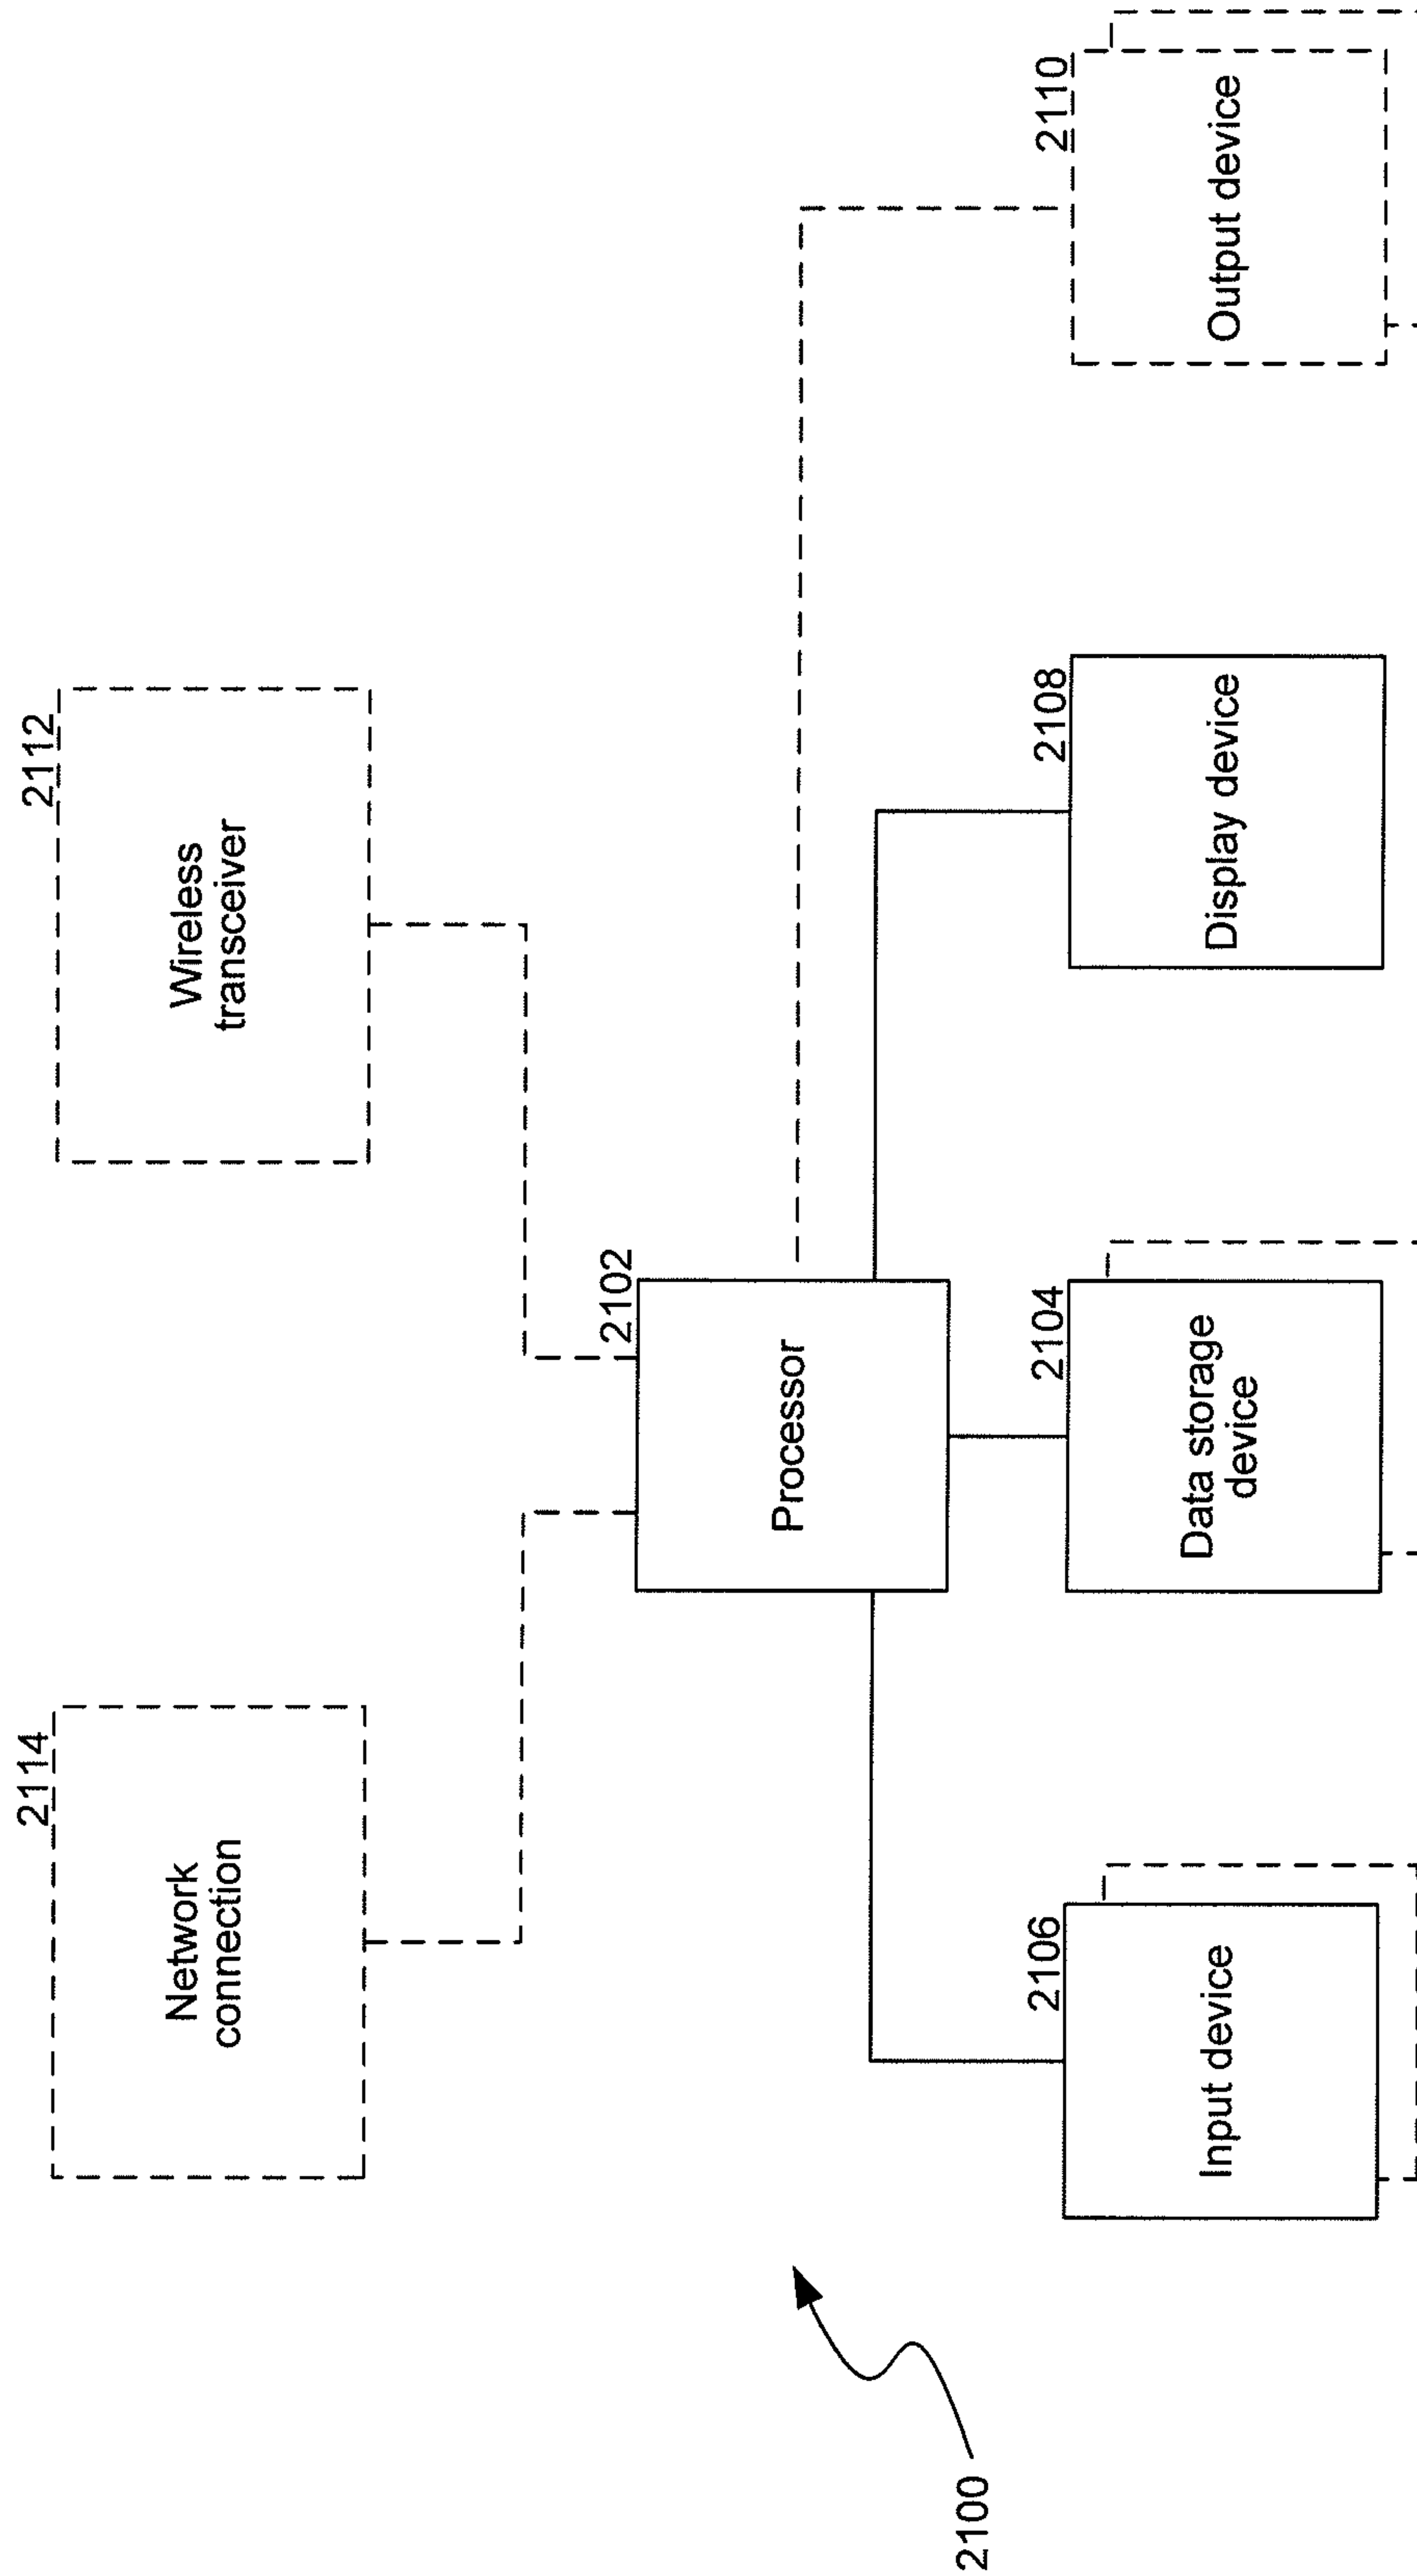 2114
Network
connection
2112
Wireless
transceiver
2102
Processor
2106
Input device
2104
Data storage
device
2108
Display device
2110
Output device
2100